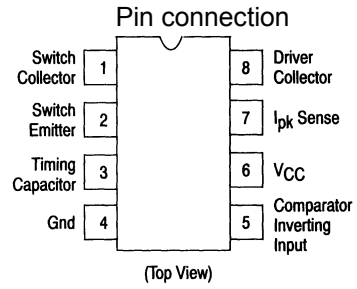 Pin connection
Switch
Collector
1
8
Driver
Collector
Switch
Emitter
2
7
Ipk Sense
Timing
Capacitor
3
6
VCC
Gnd
4
5
Comparator
Inverting
Input
(Top View)